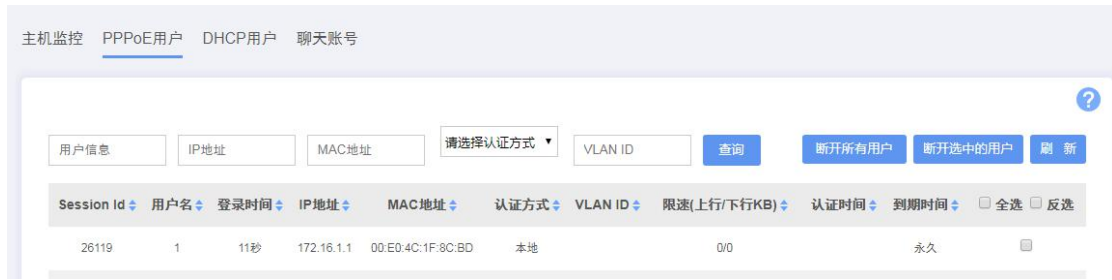 主机监控 PPPoE用户 DHCP用户 聊天账号
?
用户信息 IP地址 MAC地址 请选择认证方式 VLAN ID 查询 断开所有用户 断开选中的用户 刷 新
Session Id 用户名 登录时间 IP地址 MAC地址 认证方式 VLAN ID 限速(上行/下行KB) 认证时间 到期时间 全选 反选
26119 1 11秒 172.16.1.1 00:E0:4C:1F:8C:BD 本地 0/0 永久